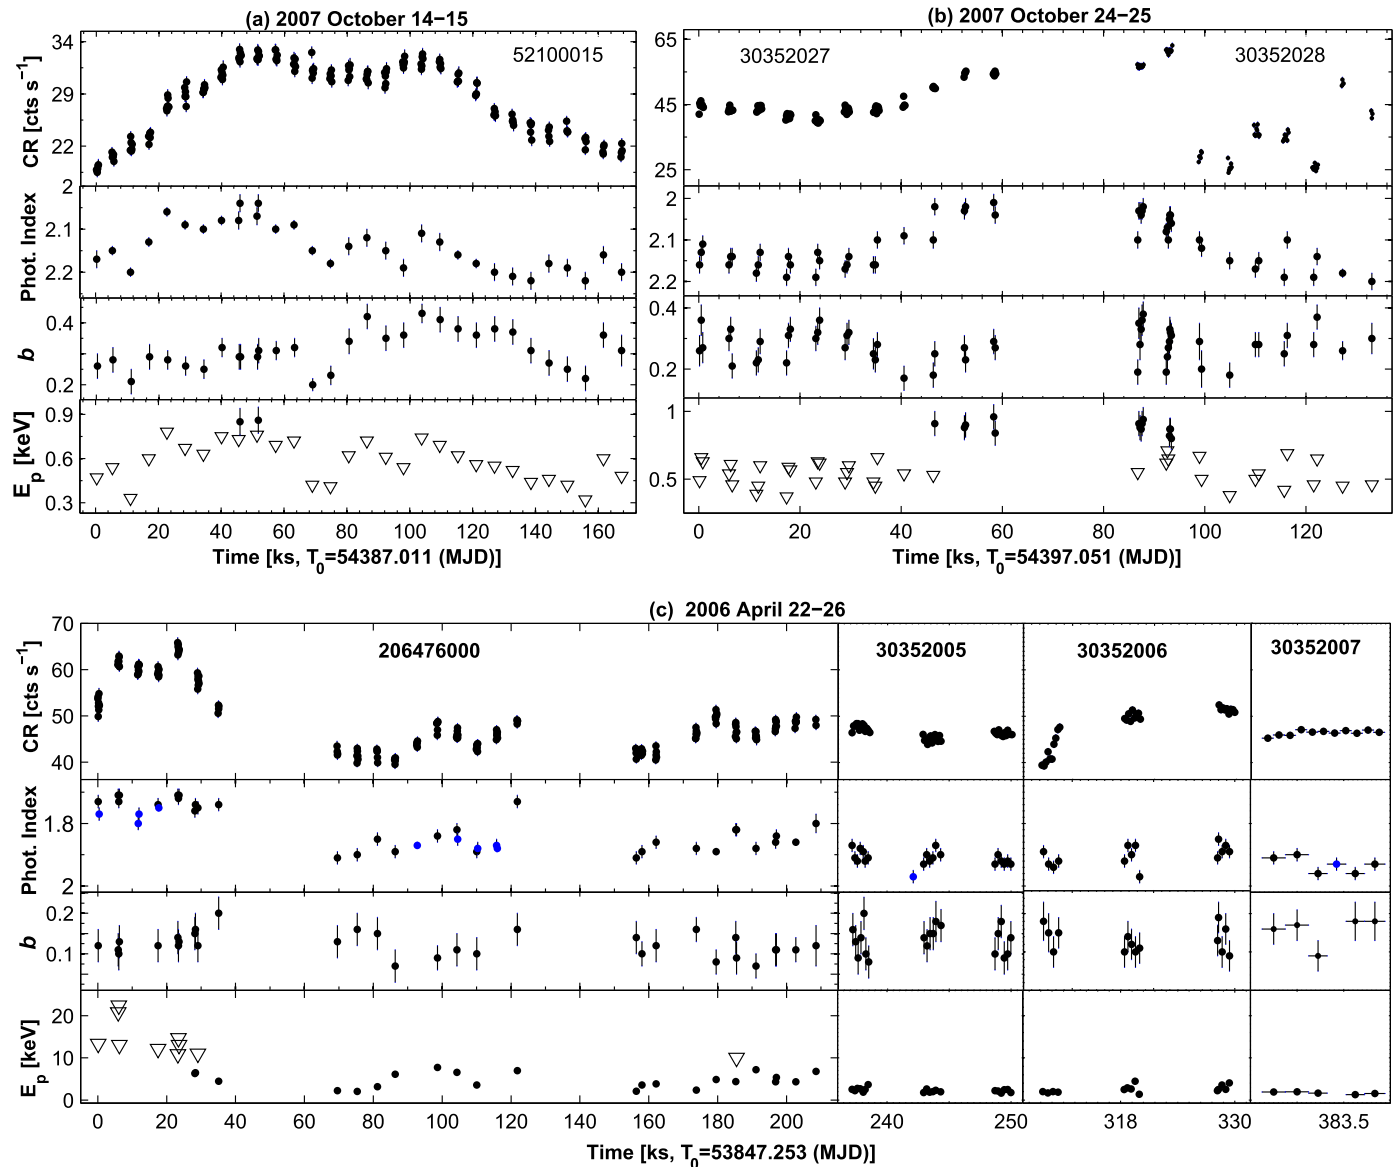 (a) 2007 October 14−15
(b) 2007 October 24−25
52100015
30352027
30352028
CR [cts s⁻¹]
34
29
22
2
Phot. Index
2.1
2.2
b
0.4
0.2
E_p [keV]
0.9
0.6
0.3
0 20 40 60 80 100 120 140 160
Time [ks, T_0=54387.011 (MJD)]
65
45
25
2
2.1
2.2
0.4
0.2
1
0.5
0 20 40 60 80 100 120
Time [ks, T_0=54397.051 (MJD)]
(c) 2006 April 22−26
206476000
30352005
30352006
30352007
CR [cts s⁻¹]
70
60
50
40
Phot. Index
1.8
2
b
0.2
0.1
E_p [keV]
20
10
0
0 20 40 60 80 100 120 140 160 180 200 240 250 318 330 383.5
Time [ks, T_0=53847.253 (MJD)]